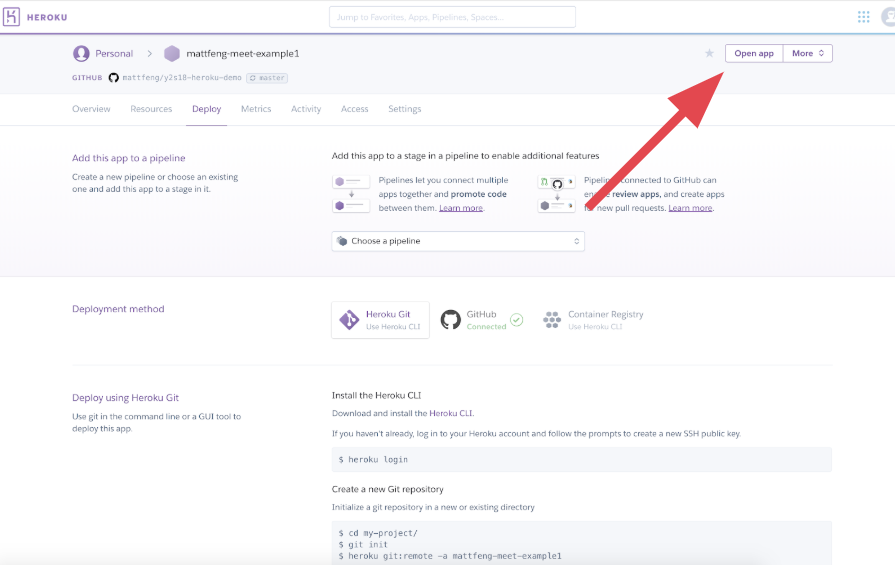 HEROKU
Jump to Favorites, Apps, Pipelines, Spaces...
Personal > mattfeng-meet-example1
Open app
More
GITHUB mattfeng/y2s18-heroku-demo master
Overview Resources Deploy Metrics Activity Access Settings
Add this app to a pipeline
Create a new pipeline or choose an existing
one and add this app to a stage in it.
Add this app to a stage in a pipeline to enable additional features
Pipelines let you connect multiple
apps together and promote code
between them. Learn more.
connected to GitHub can
review apps, and create apps
new pull requests. Learn more.
Choose a pipeline
Deployment method
Heroku Git
Use Heroku CLI
GitHub
Connected
Container Registry
Use Heroku CLI
Deploy using Heroku Git
Use git in the command line or a GUI tool to
deploy this app.
Install the Heroku CLI
Download and install the Heroku CLI.
If you haven't already, log in to your Heroku account and follow the prompts to create a new SSH public key.
$ heroku login
Create a new Git repository
Initialize a git repository in a new or existing directory
$ cd my-project/
$ git init
$ heroku git:remote -a mattfeng-meet-example1